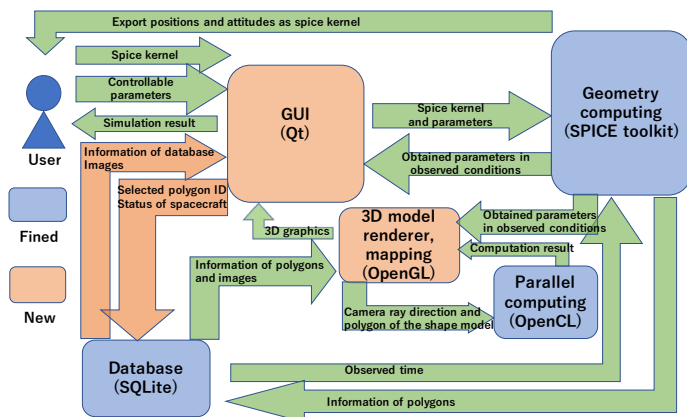 Export positions and attitudes as spice kernel
Spice kernel
Controllable
parameters
Simulation result
User
Information of database
Images
Selected polygon ID
Status of spacecraft
GUI
(Qt)
Spice kernel
and parameters
Obtained parameters in
observed conditions
Geometry
computing
(SPICE toolkit)
Fined
New
3D graphics
Information of polygons
and images
3D model
renderer,
mapping
(OpenGL)
Obtained parameters
in observed conditions
Computation result
Parallel
computing
(OpenCL)
Camera ray direction and
polygon of the shape model
Database
(SQLite)
Observed time
Information of polygons